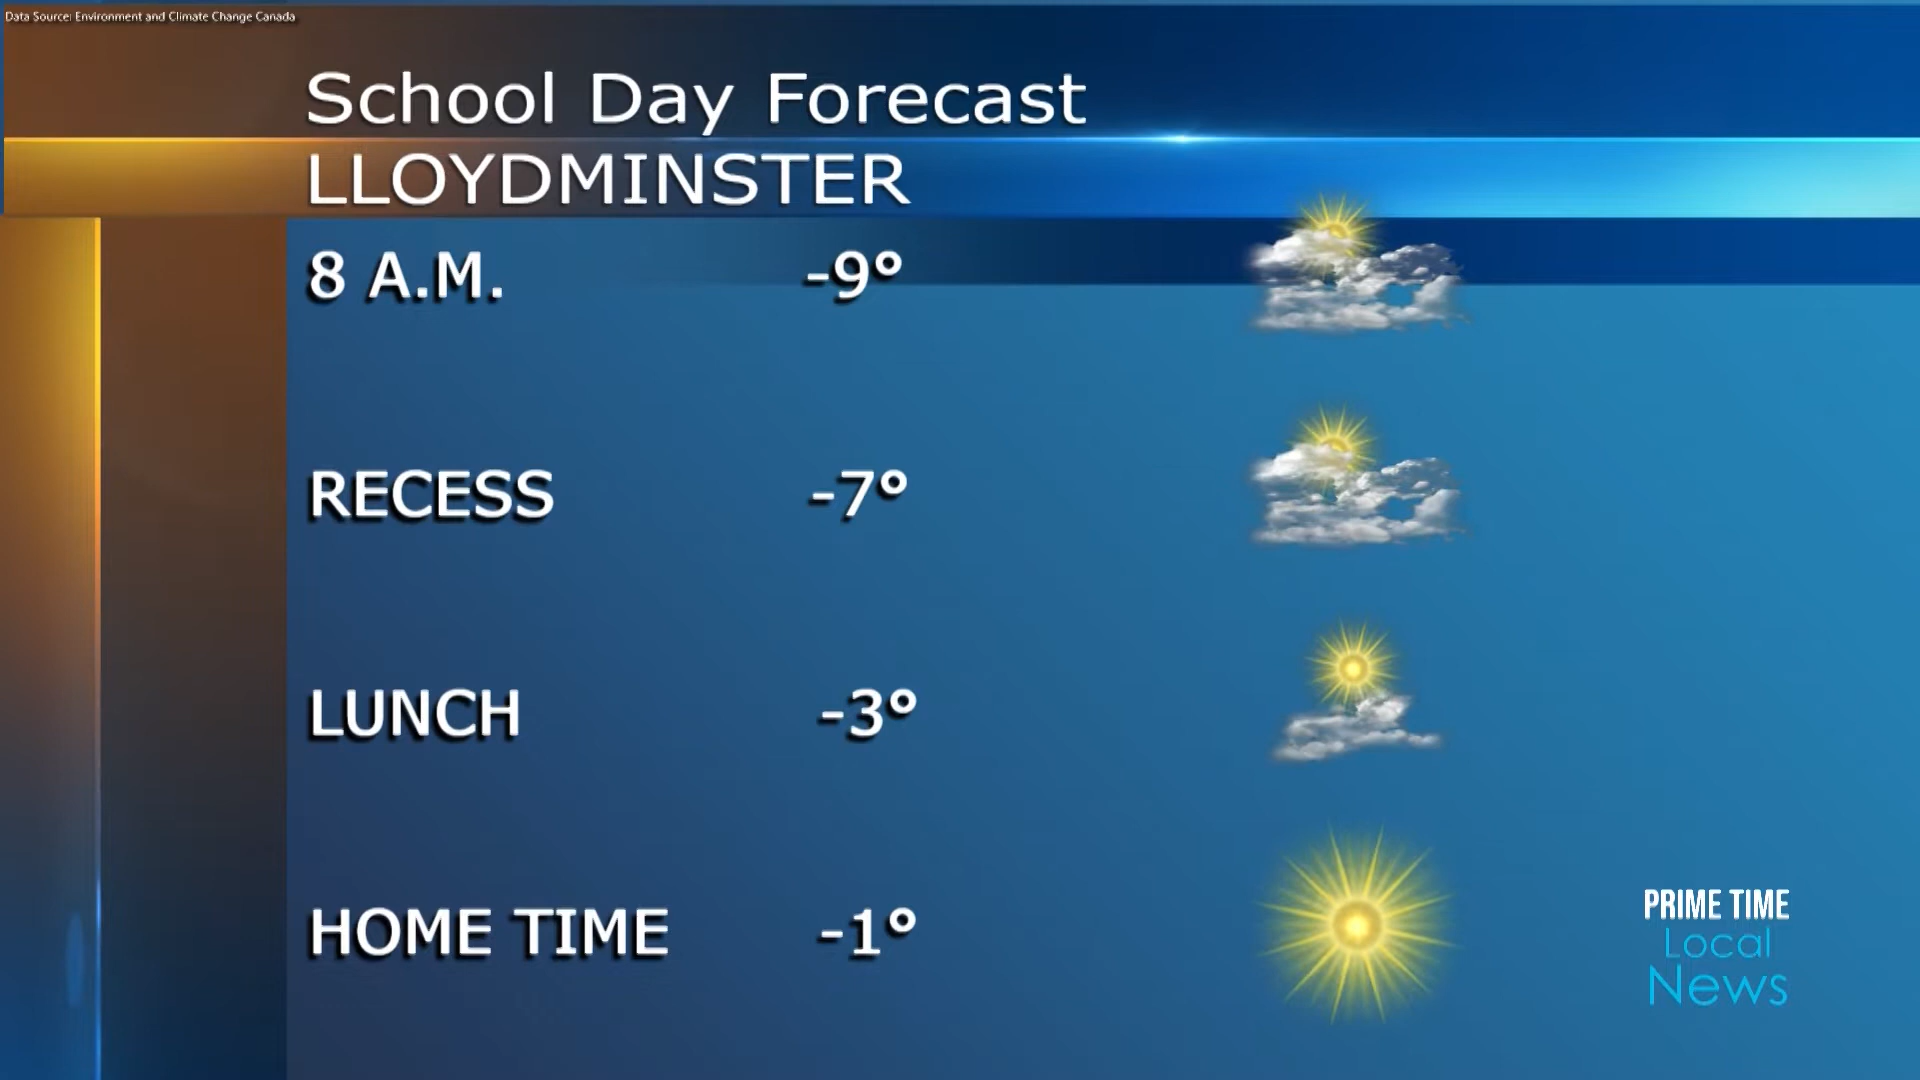 Data Source: Environment and Climate Change Canada
School Day Forecast
LLOYDMINSTER
8 A.M. -9°
RECESS -7°
LUNCH -3°
HOME TIME -1°
PRIME TIME
Local
News